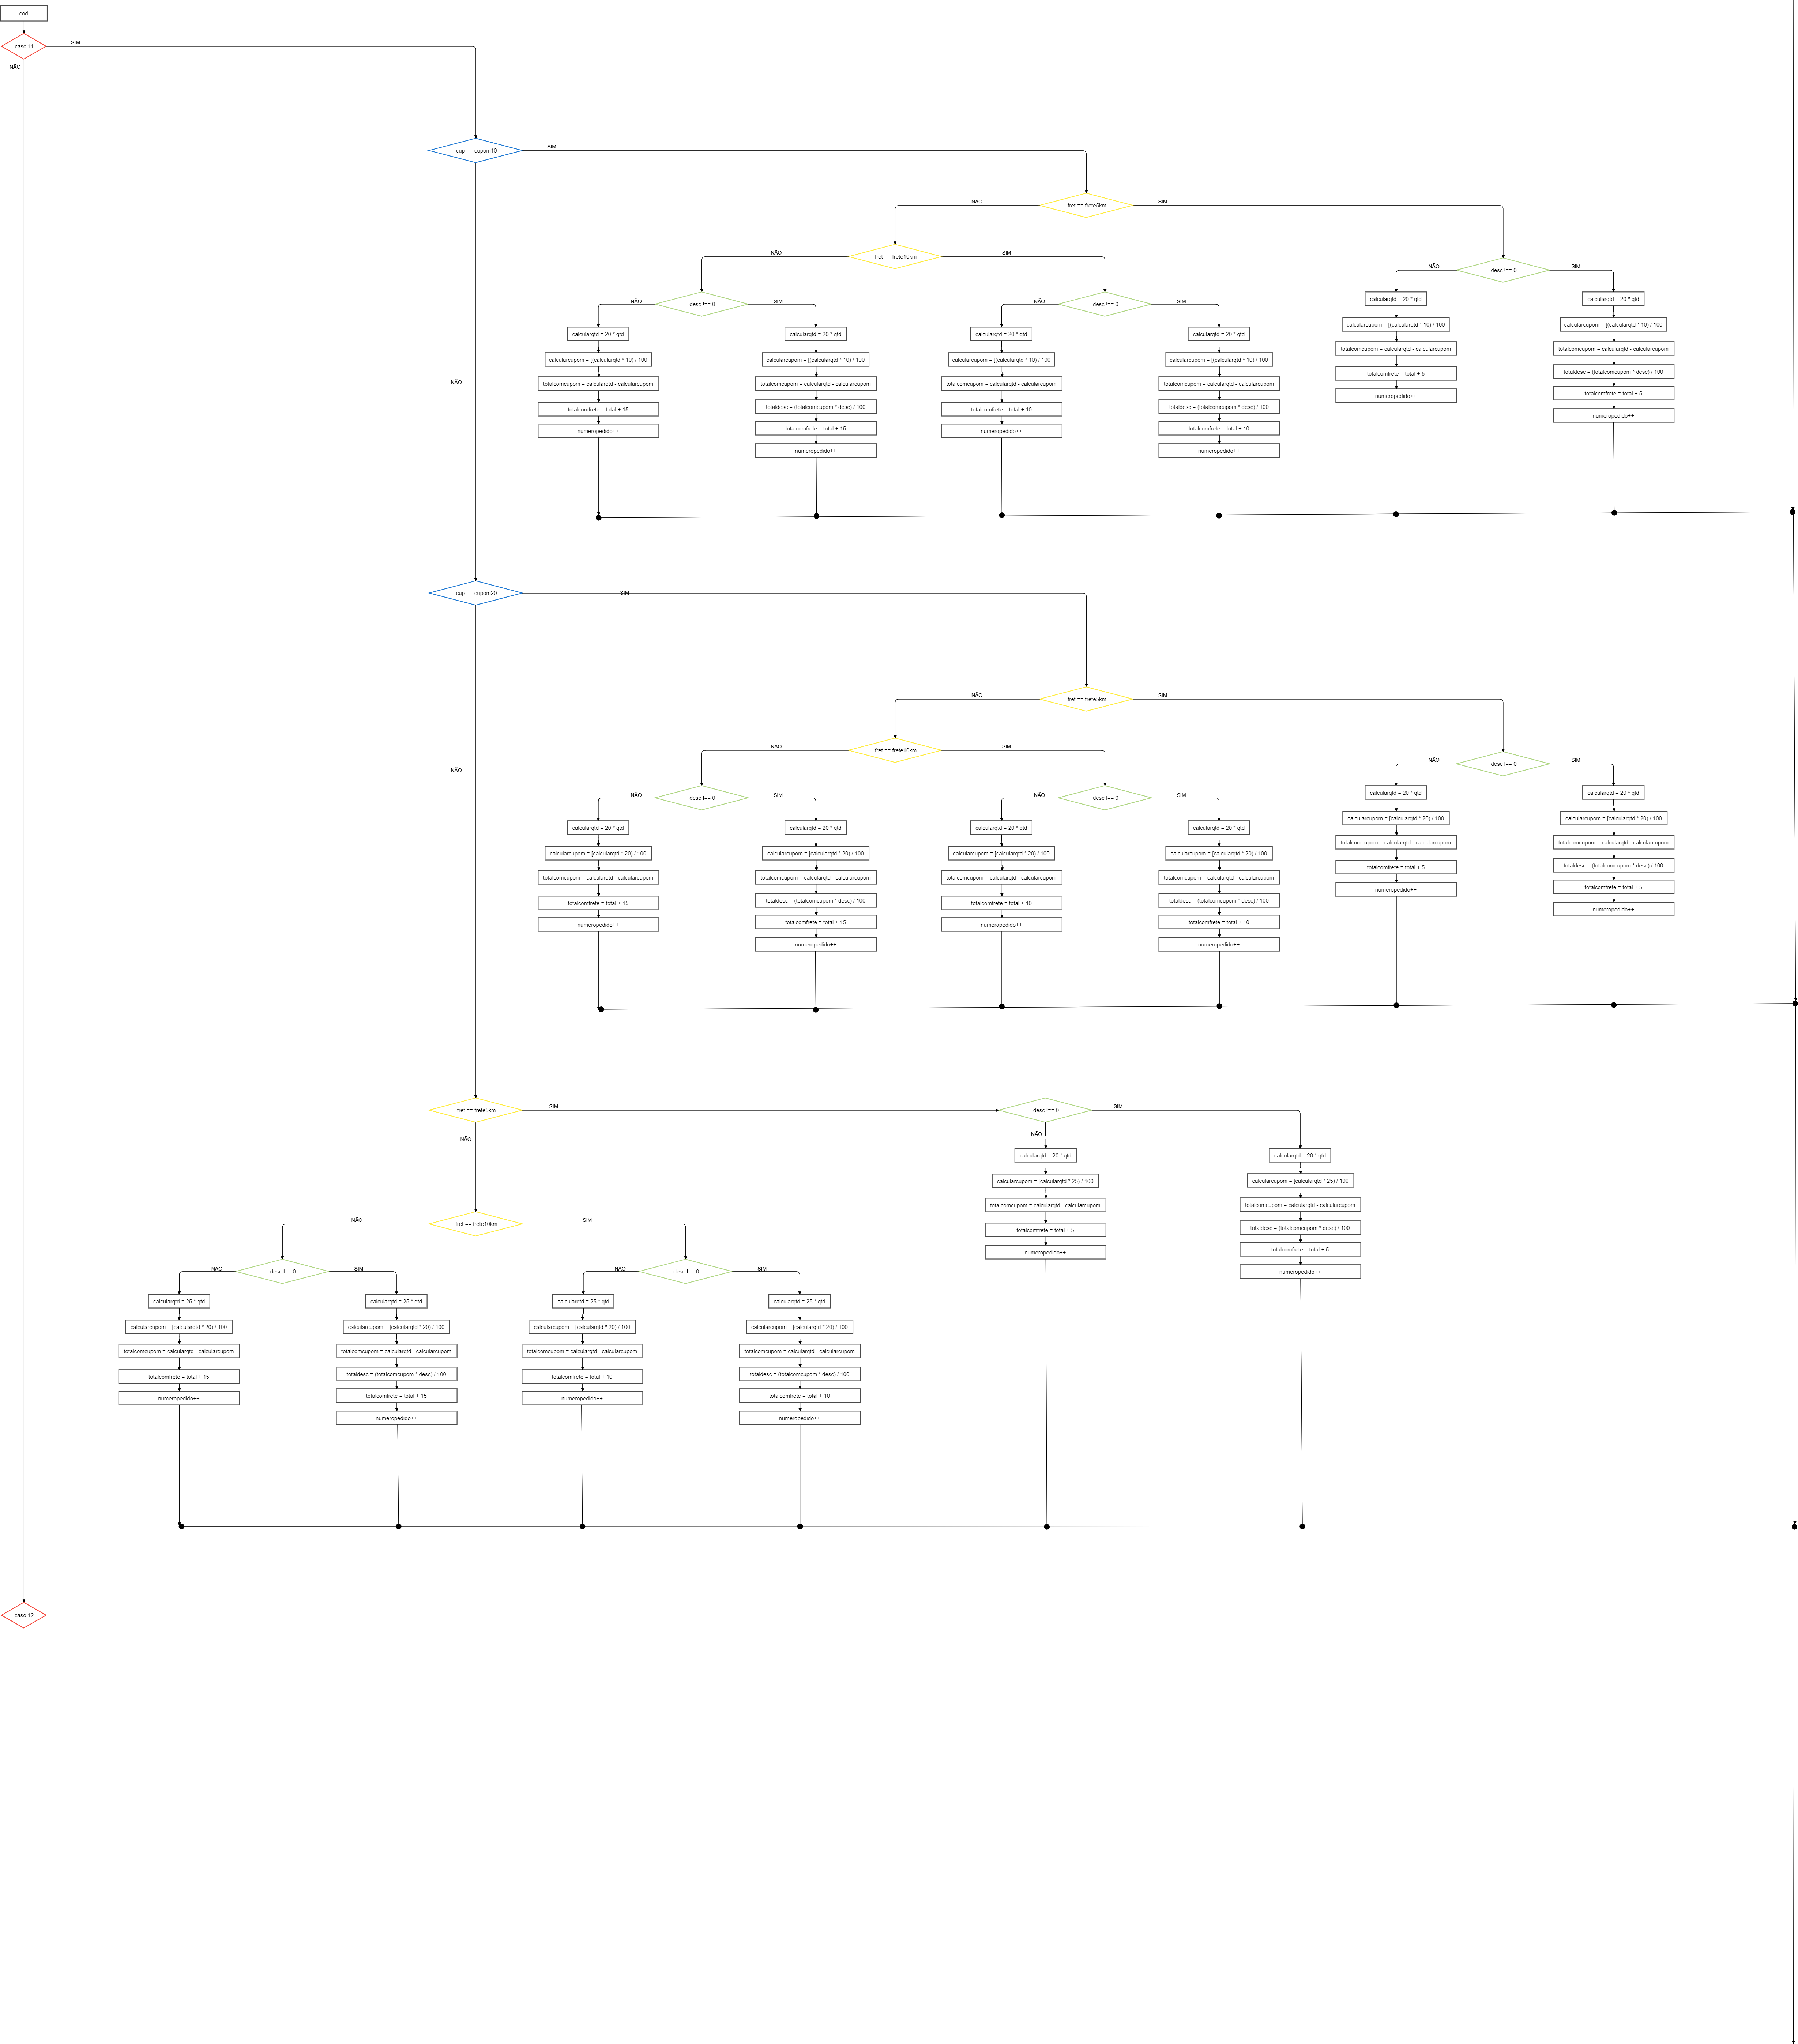 cod
caso 11
SIM
NÃO
cup == cupom10
SIM
NÃO
fret == frete5km
NÃO
SIM
fret == frete10km
NÃO
SIM
desc !== 0
NÃO
SIM
desc !== 0
NÃO
SIM
desc !== 0
NÃO
SIM
calcularqtd = 20 * qtd
calcularcupom = [(calcularqtd * 10) / 100
totalcomcupom = calcularqtd - calcularcupom
totalcomfrete = total + 15
numeropedido++
calcularqtd = 20 * qtd
calcularcupom = [(calcularqtd * 10) / 100
totalcomcupom = calcularqtd - calcularcupom
totaldesc = (totalcomcupom * desc) / 100
totalcomfrete = total + 15
numeropedido++
calcularqtd = 20 * qtd
calcularcupom = [(calcularqtd * 10) / 100
totalcomcupom = calcularqtd - calcularcupom
totalcomfrete = total + 10
numeropedido++
calcularqtd = 20 * qtd
calcularcupom = [(calcularqtd * 10) / 100
totalcomcupom = calcularqtd - calcularcupom
totaldesc = (totalcomcupom * desc) / 100
totalcomfrete = total + 10
numeropedido++
calcularqtd = 20 * qtd
calcularcupom = [(calcularqtd * 10) / 100
totalcomcupom = calcularqtd - calcularcupom
totalcomfrete = total + 5
numeropedido++
calcularqtd = 20 * qtd
calcularcupom = [(calcularqtd * 10) / 100
totalcomcupom = calcularqtd - calcularcupom
totaldesc = (totalcomcupom * desc) / 100
totalcomfrete = total + 5
numeropedido++
cup == cupom20
SIM
NÃO
fret == frete5km
NÃO
SIM
fret == frete10km
NÃO
SIM
desc !== 0
NÃO
SIM
desc !== 0
NÃO
SIM
desc !== 0
NÃO
SIM
calcularqtd = 20 * qtd
calcularcupom = [calcularqtd * 20) / 100
totalcomcupom = calcularqtd - calcularcupom
totalcomfrete = total + 15
numeropedido++
calcularqtd = 20 * qtd
calcularcupom = [calcularqtd * 20) / 100
totalcomcupom = calcularqtd - calcularcupom
totaldesc = (totalcomcupom * desc) / 100
totalcomfrete = total + 15
numeropedido++
calcularqtd = 20 * qtd
calcularcupom = [calcularqtd * 20) / 100
totalcomcupom = calcularqtd - calcularcupom
totalcomfrete = total + 10
numeropedido++
calcularqtd = 20 * qtd
calcularcupom = [calcularqtd * 20) / 100
totalcomcupom = calcularqtd - calcularcupom
totaldesc = (totalcomcupom * desc) / 100
totalcomfrete = total + 10
numeropedido++
calcularqtd = 20 * qtd
calcularcupom = [calcularqtd * 20) / 100
totalcomcupom = calcularqtd - calcularcupom
totalcomfrete = total + 5
numeropedido++
calcularqtd = 20 * qtd
calcularcupom = [calcularqtd * 20) / 100
totalcomcupom = calcularqtd - calcularcupom
totaldesc = (totalcomcupom * desc) / 100
totalcomfrete = total + 5
numeropedido++
fret == frete5km
SIM
NÃO
desc !== 0
SIM
NÃO
calcularqtd = 20 * qtd
calcularcupom = [calcularqtd * 25) / 100
totalcomcupom = calcularqtd - calcularcupom
totalcomfrete = total + 5
numeropedido++
calcularqtd = 20 * qtd
calcularcupom = [calcularqtd * 25) / 100
totalcomcupom = calcularqtd - calcularcupom
totaldesc = (totalcomcupom * desc) / 100
totalcomfrete = total + 5
numeropedido++
fret == frete10km
NÃO
SIM
desc !== 0
NÃO
SIM
desc !== 0
NÃO
SIM
calcularqtd = 25 * qtd
calcularcupom = [calcularqtd * 20) / 100
totalcomcupom = calcularqtd - calcularcupom
totalcomfrete = total + 15
numeropedido++
calcularqtd = 25 * qtd
calcularcupom = [calcularqtd * 20) / 100
totalcomcupom = calcularqtd - calcularcupom
totaldesc = (totalcomcupom * desc) / 100
totalcomfrete = total + 15
numeropedido++
calcularqtd = 25 * qtd
calcularcupom = [calcularqtd * 20) / 100
totalcomcupom = calcularqtd - calcularcupom
totalcomfrete = total + 10
numeropedido++
calcularqtd = 25 * qtd
calcularcupom = [calcularqtd * 20) / 100
totalcomcupom = calcularqtd - calcularcupom
totaldesc = (totalcomcupom * desc) / 100
totalcomfrete = total + 10
numeropedido++
caso 12